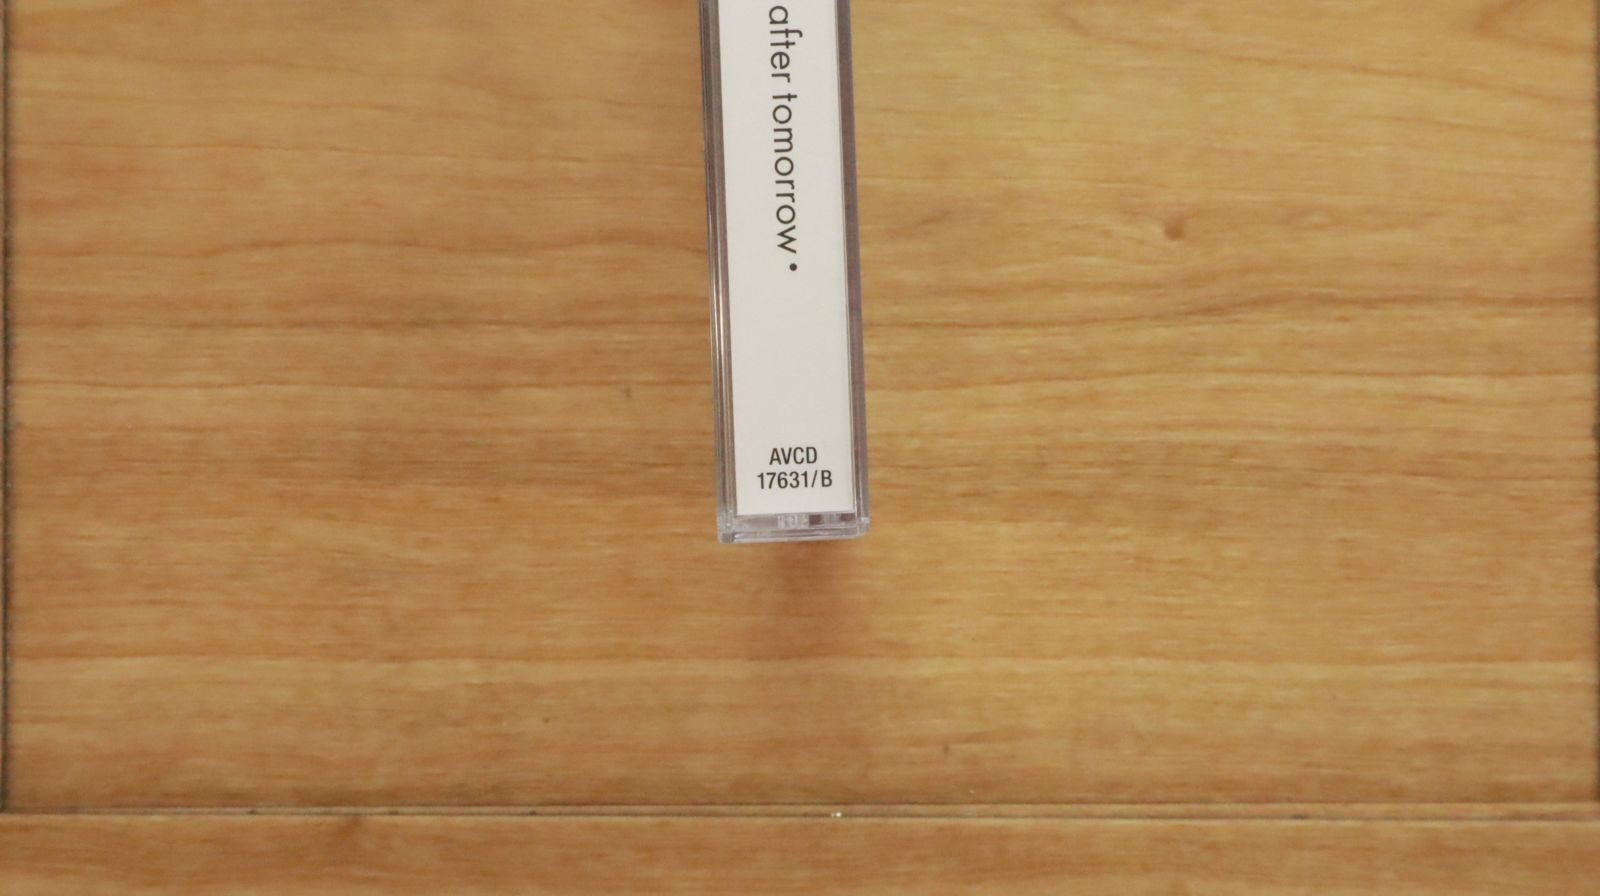 after tomorrow•
AVCD
17631/B